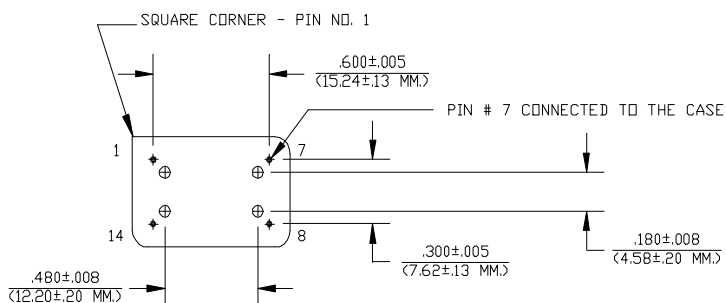 SQUARE CORNER - PIN NO. 1
.600±.005
(15.24±.13 MM.)
PIN # 7 CONNECTED TO THE CASE
1
7
14
8
.300±.005
(7.62±.13 MM.)
.180±.008
(4.58±.20 MM.)
.480±.008
(12.20±.20 MM.)